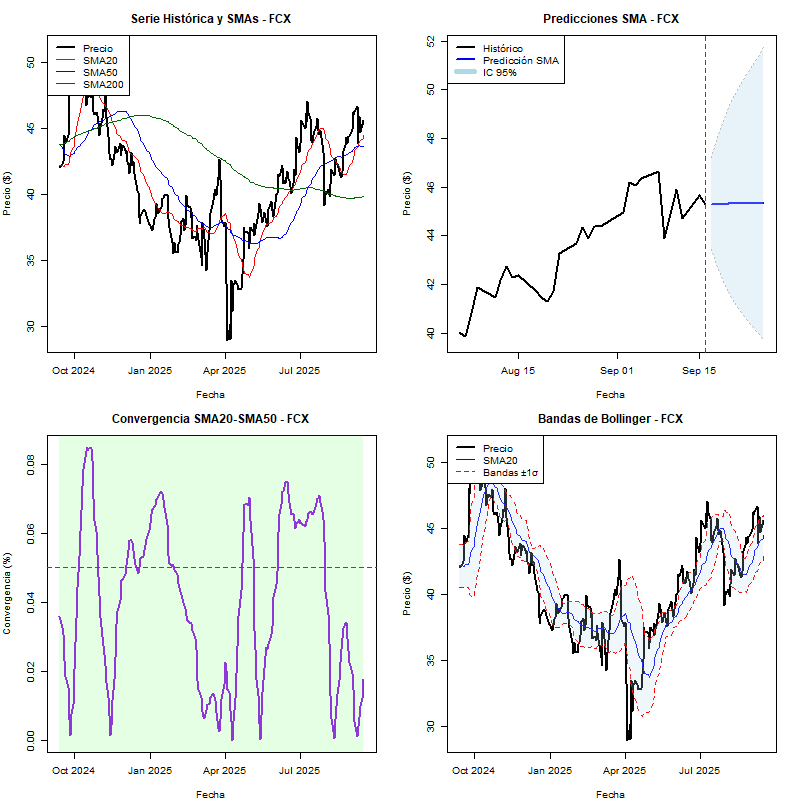 Serie Histórica y SMAs - FCX
Precio
SMA20
SMA50
SMA200
Precio ($)
50
45
40
35
30
Oct 2024
Jan 2025
Apr 2025
Jul 2025
Fecha
Predicciones SMA - FCX
Histórico
Predicción SMA
IC 95%
Precio ($)
52
50
48
46
44
42
40
Aug 15
Sep 01
Sep 15
Fecha
Convergencia SMA20-SMA50 - FCX
Convergencia (%)
0.08
0.06
0.04
0.02
0.00
Oct 2024
Jan 2025
Apr 2025
Jul 2025
Fecha
Bandas de Bollinger - FCX
Precio
SMA20
Bandas ±1σ
Precio ($)
50
45
40
35
30
Oct 2024
Jan 2025
Apr 2025
Jul 2025
Fecha